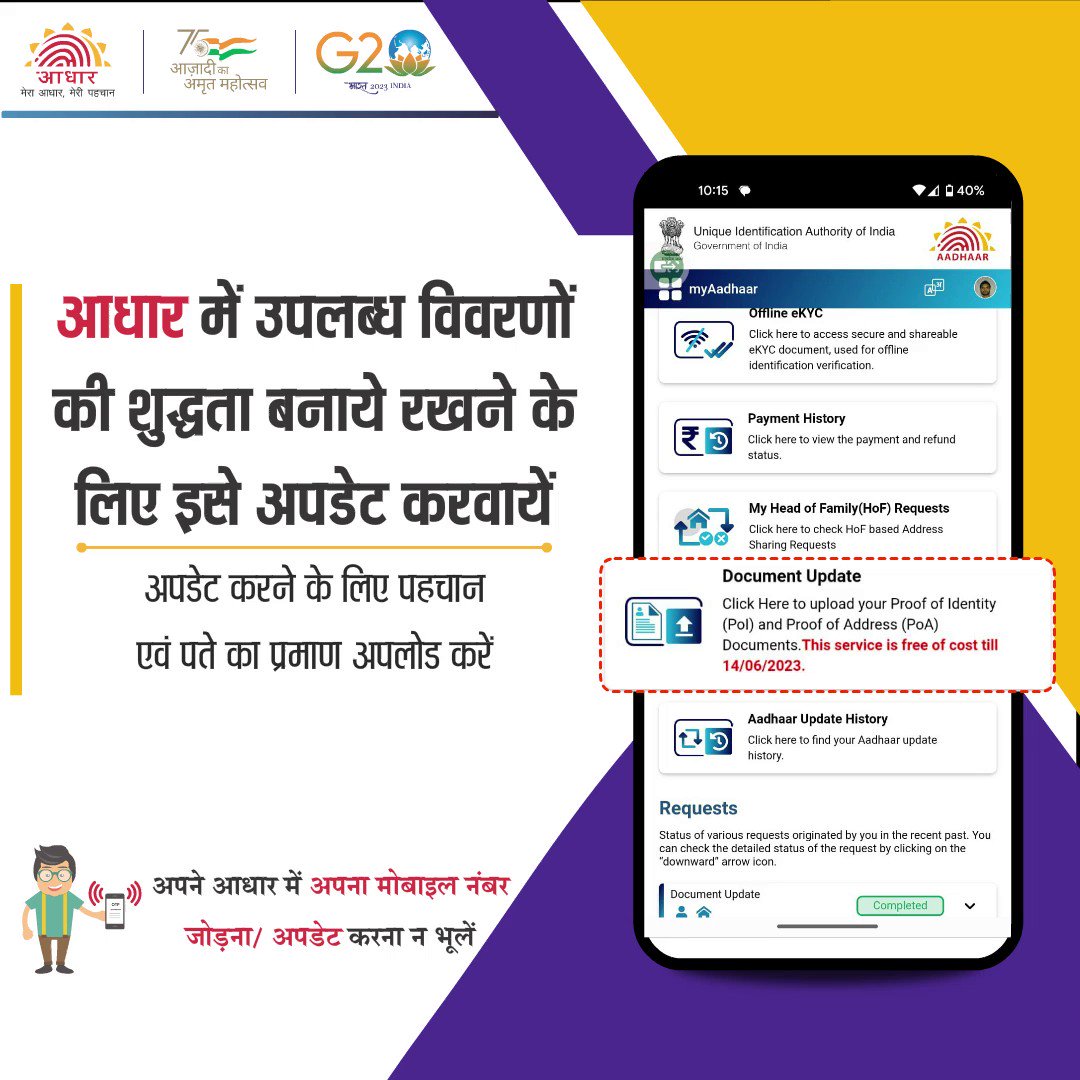 आधार
मेरा आधार, मेरी पहचान
75
आज़ादी का
अमृत महोत्सव
G20
भारत 2023 INDIA
आधार में उपलब्ध विवरणों
की शुद्धता बनाये रखने के
लिए इसे अपडेट करवायें
अपडेट करने के लिए पहचान
एवं पते का प्रमाण अपलोड करें
OTP
अपने आधार में अपना मोबाइल नंबर
जोड़ना/ अपडेट करना न भूलें
10:15
40%
Unique Identification Authority of India
Government of India
AADHAAR
myAadhaar
Offline eKYC
Click here to access secure and shareable
eKYC document, used for offline
identification verification.
Payment History
Click here to view the payment and refund
status.
My Head of Family(HoF) Requests
Click here to check HoF based Address
Sharing Requests
Document Update
Click Here to upload your Proof of Identity
(PoI) and Proof of Address (PoA)
Documents.This service is free of cost till
14/06/2023.
Aadhaar Update History
Click here to find your Aadhaar update
history.
Requests
Status of various requests originated by you in the recent past. You
can check the detailed status of the request by clicking on the
“downward” arrow icon.
Document Update
Completed